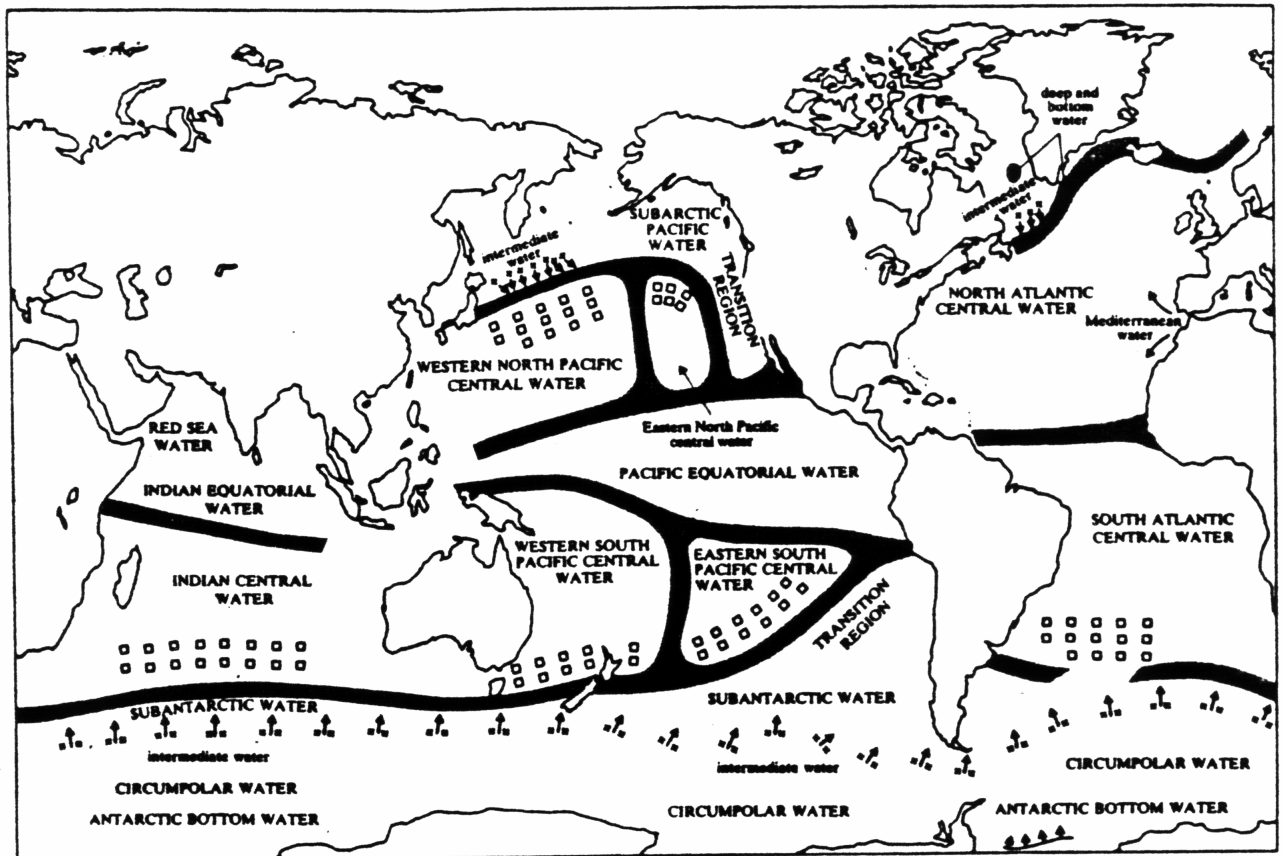 deep and
bottom
water
intermediate
water
SUBARCTIC
PACIFIC
WATER
intermediate
water
TRANSITION
REGION
NORTH ATLANTIC
CENTRAL WATER
Mediterranean
water
WESTERN NORTH PACIFIC
CENTRAL WATER
RED SEA
WATER
Eastern North Pacific
central water
PACIFIC EQUATORIAL WATER
INDIAN EQUATORIAL
WATER
SOUTH ATLANTIC
CENTRAL WATER
WESTERN SOUTH
PACIFIC CENTRAL
WATER
EASTERN SOUTH
PACIFIC CENTRAL
WATER
INDIAN CENTRAL
WATER
TRANSITION
REGION
SUBANTARCTIC WATER
SUBANTARCTIC WATER
intermediate water
intermediate water
CIRCUMPOLAR WATER
CIRCUMPOLAR WATER
ANTARCTIC BOTTOM WATER
CIRCUMPOLAR WATER
ANTARCTIC BOTTOM WATER